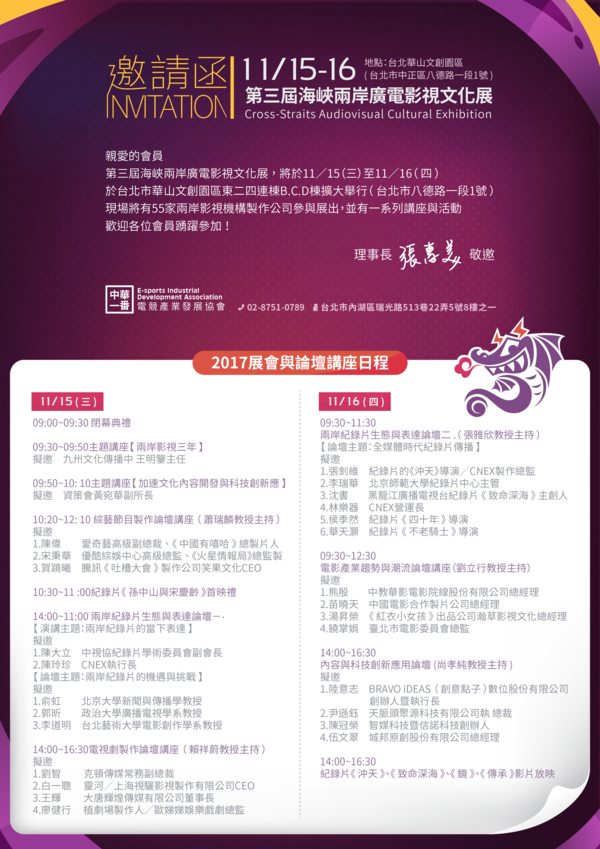 邀請函
INVITATION
11/15-16
地點：台北華山文創園區
(台北市中正區八德路一段1號)
第三屆海峽兩岸廣電影視文化展
Cross-Straits Audiovisual Cultural Exhibition
親愛的會員
第三屆海峽兩岸廣電影視文化展，將於11／15(三)至11／16(四)
於台北市華山文創園區東二四連棟B.C.D棟擴大舉行(台北市八德路一段1號)
現場將有55家兩岸影視機構製作公司參與展出，並有一系列講座與活動
歡迎各位會員踴躍參加！
理事長 張惠美 敬邀
中華一番
E-sports Industrial
Development Association
電競產業發展協會
02-8751-0789 台北市內湖區瑞光路513巷22弄5號8樓之一
2017展會與論壇講座日程
11/15(三)
09:00~09:30 閉幕典禮
09:30~09:50主題講座【兩岸影視三年】
擬邀 九州文化傳播中 王明鑒主任
09:50~10: 10主題講座【加速文化內容開發與科技創新應】
擬邀 資策會黃宛華副所長
10:20~12: 10 綜藝節目製作論壇講座（蕭瑞麟教授主持）
擬邀
1.陳偉 愛奇藝高級副總裁、《中國有嘻哈》總製片人
2.宋秉華 優酷綜娛中心高級總監、《火星情報局》總監製
3.賀曉曦 騰訊《吐槽大會》製作公司笑果文化CEO
10:30~11 :00紀錄片《孫中山與宋慶齡》首映禮
14:00~11:00 兩岸紀錄片生態與表達論壇一.
【演講主題：兩岸紀錄片的當下表達】
擬邀
1.陳大立 中視協紀錄片學術委員會副會長
2.陳玲珍 CNEX執行長
【論壇主題：兩岸紀錄片的機遇與挑戰】
擬邀
1.俞虹 北京大學新聞與傳播學教授
2.郭昕 政治大學廣播電視學系教授
3.李道明 台北藝術大學電影創作學系教授
14:00~16:30電視劇製作論壇講座（賴祥蔚教授主持）
擬邀
1.劉智 克頓傳媒常務副總裁
2.白一驄 靈河／上海視驪影視製作有限公司CEO
3.王輝 大唐輝煌傳媒有限公司董事長
4.廖健行 植劇場製作人／歐娣娣娛樂戲劇總監
11/16(四)
09:30~11:30
兩岸紀錄片生態與表達論壇二.（張雅欣教授主持）
【論壇主題：全媒體時代紀錄片傳播】
擬邀
1.張釗維 紀錄片的《沖天》導演／CNEX製作總監
2.李瑞華 北京師範大學紀錄片中心主管
3.沈書 黑龍江廣播電視台紀錄片《致命深海》主創人
4.林樂器 CNEX營運長
5.侯季然 紀錄片《四十年》導演
6.華天灝 紀錄片《不老騎士》導演
09:30~12:30
電影產業趨勢與潮流論壇講座(劉立行教授主持)
擬邀
1.熊殷 中教華影電影院線股份有限公司總經理
2.苗曉天 中國電影合作製片公司總經理
3.湯昇榮 《紅衣小女孩》出品公司瀚草影視文化總經理
4.饒掌娟 臺北市電影委員會總監
14:00~16:30
內容與科技創新應用論壇(尚孝純教授主持)
擬邀
1.陸意志 BRAVO iDEAS（創意點子）數位股份有限公司
創辦人暨執行長
2.尹遜鈺 天脈聚源科技有限公司執 總裁
3.陳冠榮 智媒科技暨信諾科技創辦人
4.伍文翠 城邦原創股份有限公司總經理
14:00~16:30
紀錄片《沖天》、《致命深海》、《鏡》、《傳承》影片放映